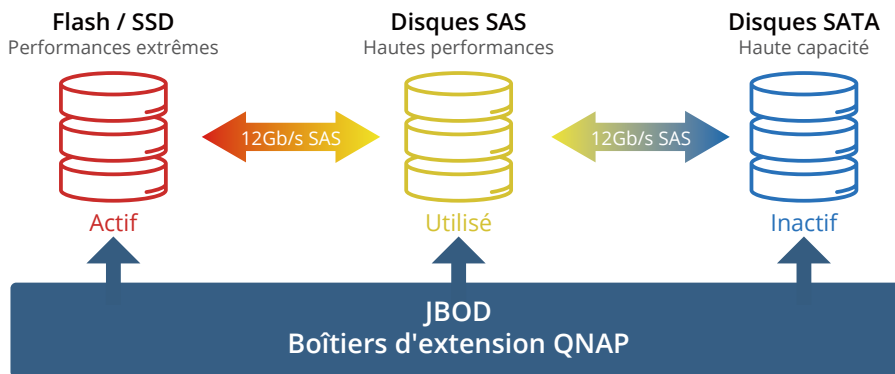 Flash / SSD
Performances extrêmes
Disques SAS
Hautes performances
Disques SATA
Haute capacité
12Gb/s SAS
12Gb/s SAS
Actif
Utilisé
Inactif
JBOD
Boîtiers d'extension QNAP